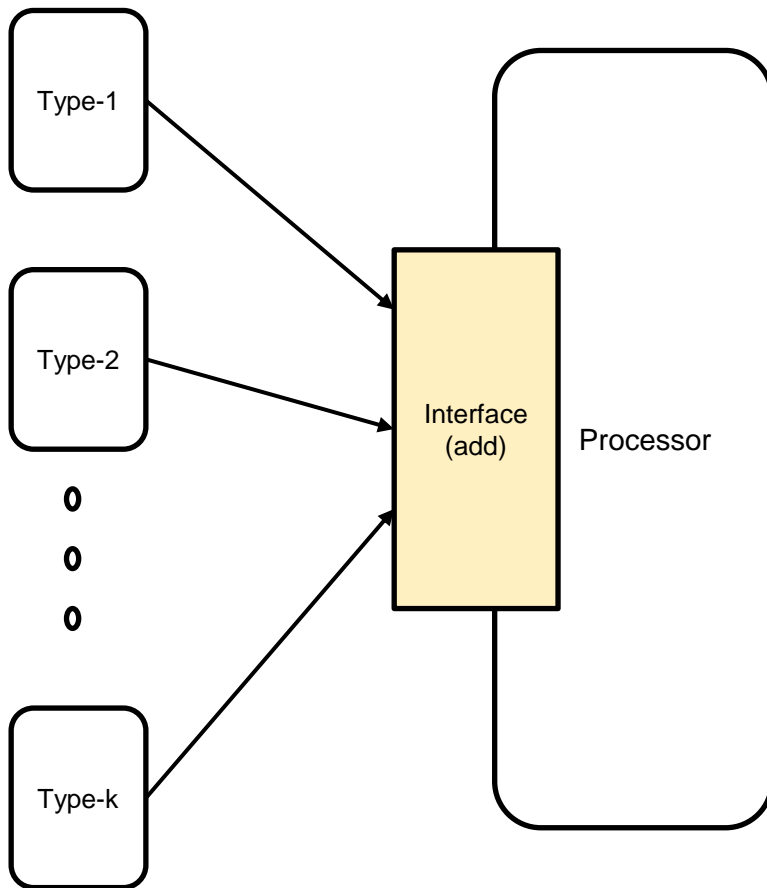 Type-1
Type-2
Interface
(add)
Processor
Type-k